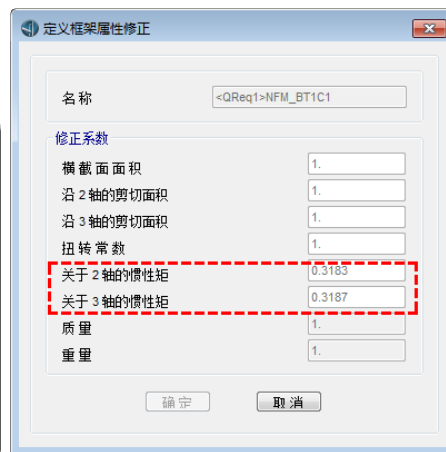 定义框架属性修正
名称 <QReq1>NFM_BT1C1
修正系数
横截面面积 1.
沿2轴的剪切面积 1.
沿3轴的剪切面积 1.
扭转常数 1.
关于2轴的惯性矩 0.3183
关于3轴的惯性矩 0.3187
质量 1.
重量 1.
确定 取消